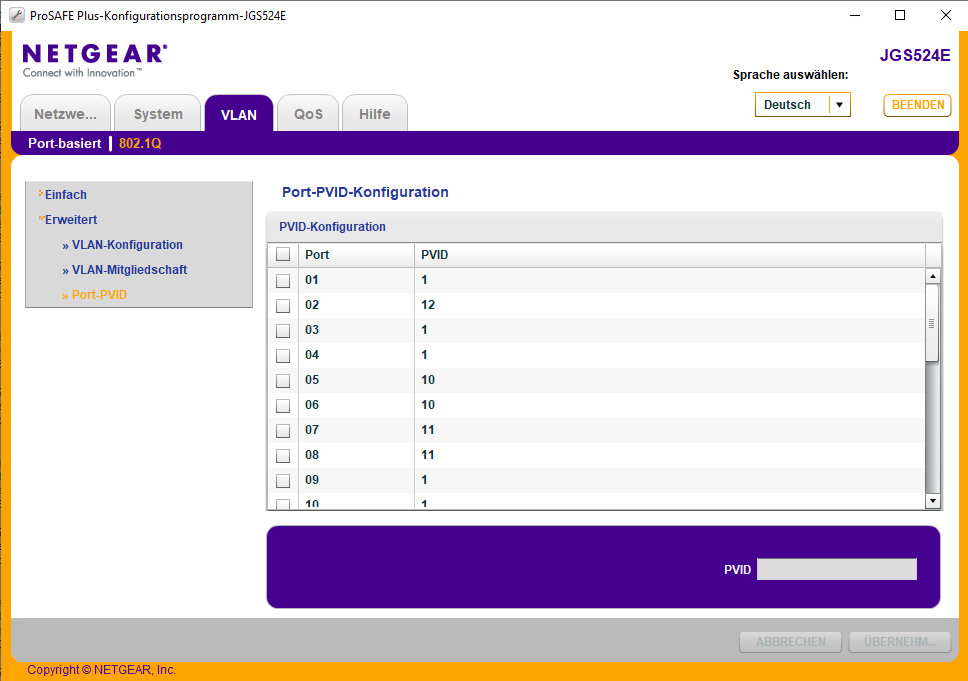 ProSAFE Plus-Konfigurationsprogramm-JGS524E
NETGEAR®
Connect with Innovation™
JGS524E
Sprache auswählen:
Deutsch
BEENDEN
Netzwe...
System
VLAN
QoS
Hilfe
Port-basiert
802.1Q
Einfach
Erweitert
» VLAN-Konfiguration
» VLAN-Mitgliedschaft
» Port-PVID
Port-PVID-Konfiguration
PVID-Konfiguration
Port PVID
01 1
02 12
03 1
04 1
05 10
06 10
07 11
08 11
09 1
10 1
PVID
ABBRECHEN
ÜBERNEHM...
Copyright © NETGEAR, Inc.